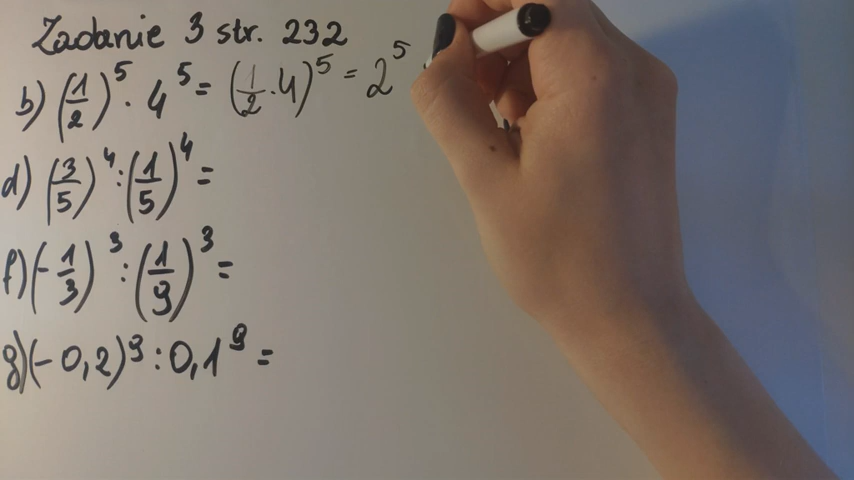 Zadanie 3 str. 232
b) (1/2)^5 · 4^5 = (1/2 · 4)^5 = 2^5
d) (3/5)^4 : (1/5)^4 =
f) (-1/3)^3 : (1/9)^3 =
g) (-0,2)^9 : 0,1^9 =